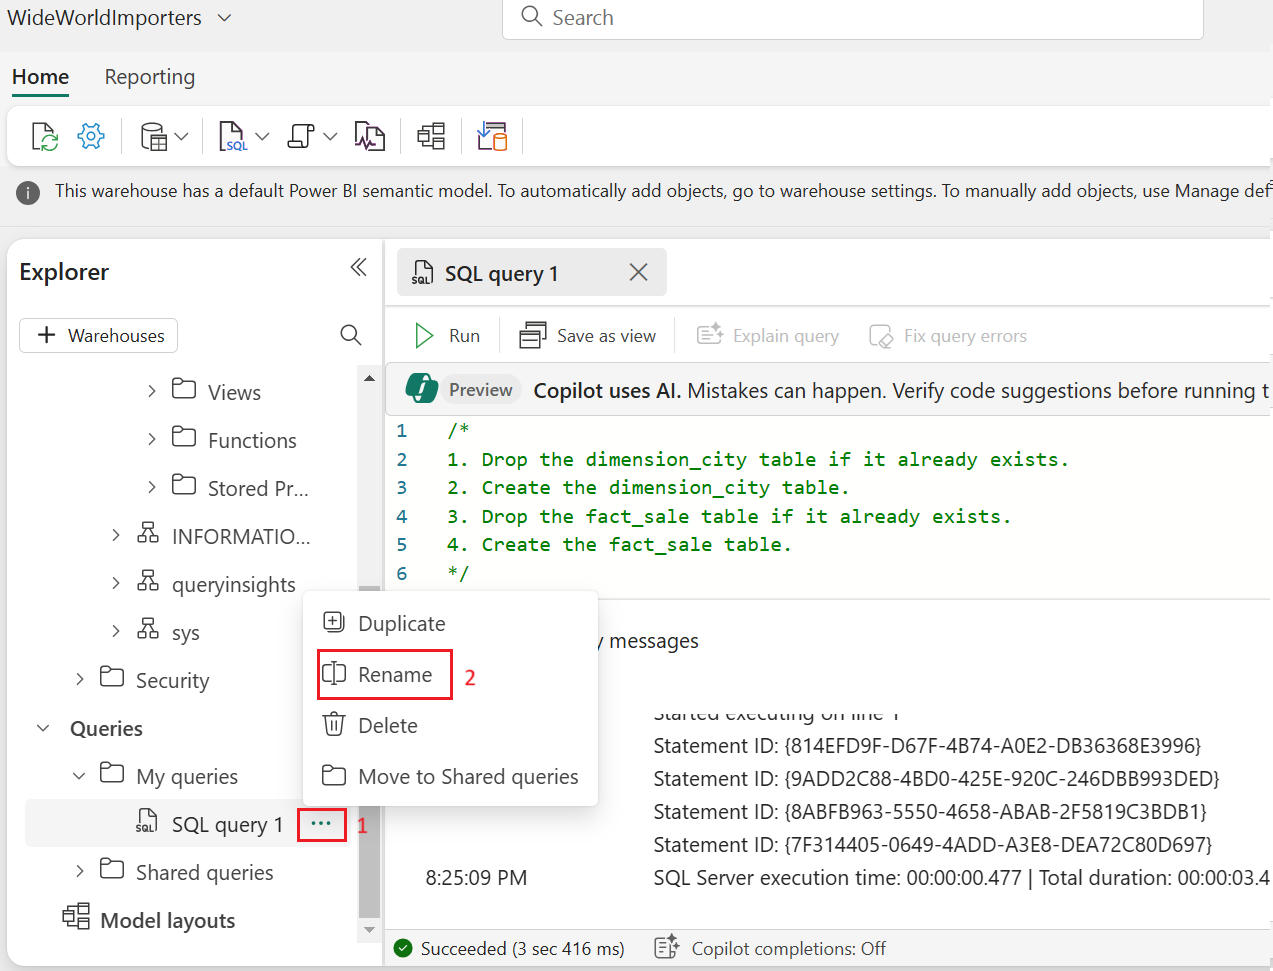 WideWorldImporters
Search
Home Reporting
SQL
This warehouse has a default Power BI semantic model. To automatically add objects, go to warehouse settings. To manually add objects, use Manage def
Explorer
SQL SQL query 1
+ Warehouses
Run Save as view Explain query Fix query errors
Preview Copilot uses AI. Mistakes can happen. Verify code suggestions before running t
Views
Functions
Stored Pr...
INFORMATIO...
queryinsights
sys
Security
Queries
My queries
SQL SQL query 1 ... 1
Shared queries
Model layouts
1 /*
2 1. Drop the dimension_city table if it already exists.
3 2. Create the dimension_city table.
4 3. Drop the fact_sale table if it already exists.
5 4. Create the fact_sale table.
6 */
Duplicate
Rename 2
Delete
Move to Shared queries
y messages
Started executing on line 1
Statement ID: {814EFD9F-D67F-4B74-A0E2-DB36368E3996}
Statement ID: {9ADD2C88-4BD0-425E-920C-246DBB993DED}
Statement ID: {8ABFB963-5550-4658-ABAB-2F5819C3BDB1}
Statement ID: {7F314405-0649-4ADD-A3E8-DEA72C80D697}
8:25:09 PM SQL Server execution time: 00:00:00.477 | Total duration: 00:00:03.4
Succeeded (3 sec 416 ms) Copilot completions: Off